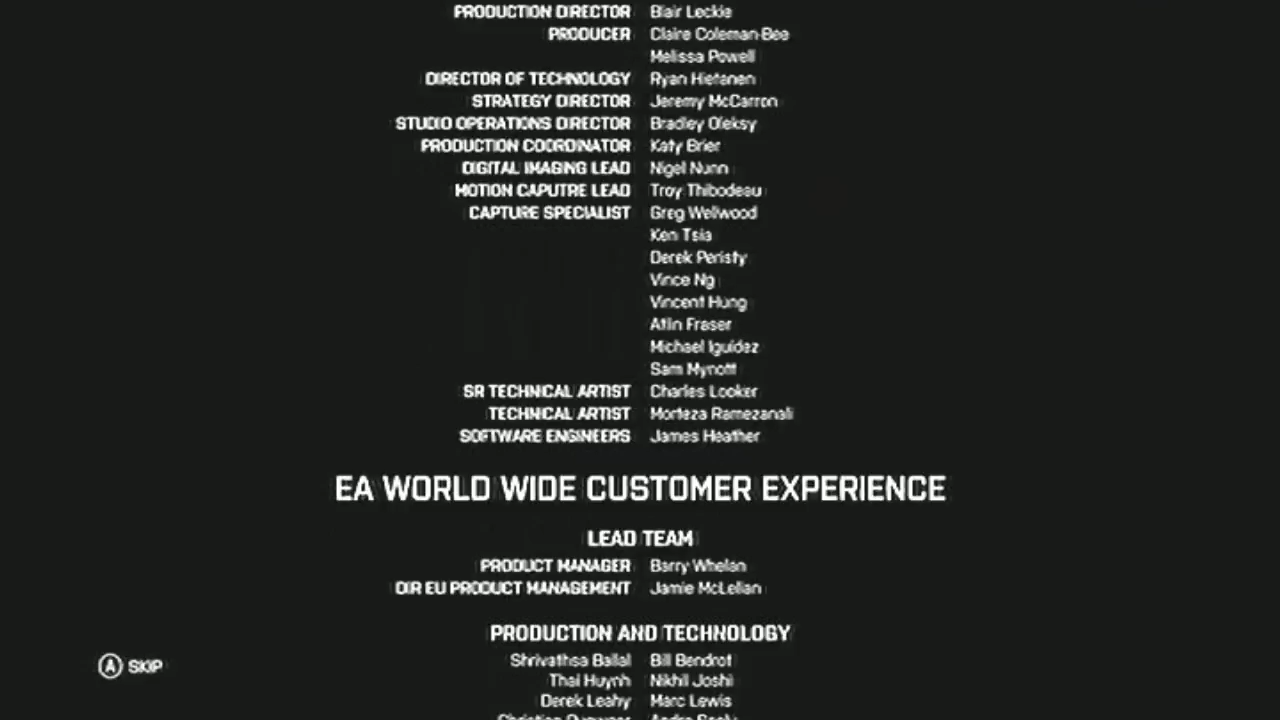 PRODUCTION DIRECTOR Blair Leckie
PRODUCER Claire Coleman-Bee
Melissa Powell
DIRECTOR OF TECHNOLOGY Ryan Hietanen
STRATEGY DIRECTOR Jeremy McCarron
STUDIO OPERATIONS DIRECTOR Bradley Oleksy
PRODUCTION COORDINATOR Katy Brier
DIGITAL IMAGING LEAD Nigel Nunn
MOTION CAPUTRE LEAD Troy Thibodeau
CAPTURE SPECIALIST Greg Wellwood
Ken Tsia
Derek Peristy
Vince Ng
Vincent Hung
Atlin Fraser
Michael Iguidez
Sam Mynott
SR TECHNICAL ARTIST Charles Looker
TECHNICAL ARTIST Morteza Ramezanali
SOFTWARE ENGINEERS James Heather
EA WORLD WIDE CUSTOMER EXPERIENCE
LEAD TEAM
PRODUCT MANAGER Barry Whelan
DIR EU PRODUCT MANAGEMENT Jamie McLellan
PRODUCTION AND TECHNOLOGY
Shrivathsa Ballal Bill Bendrot
A SKIP
Thai Huynh Nikhil Joshi
Derek Leahy Marc Lewis